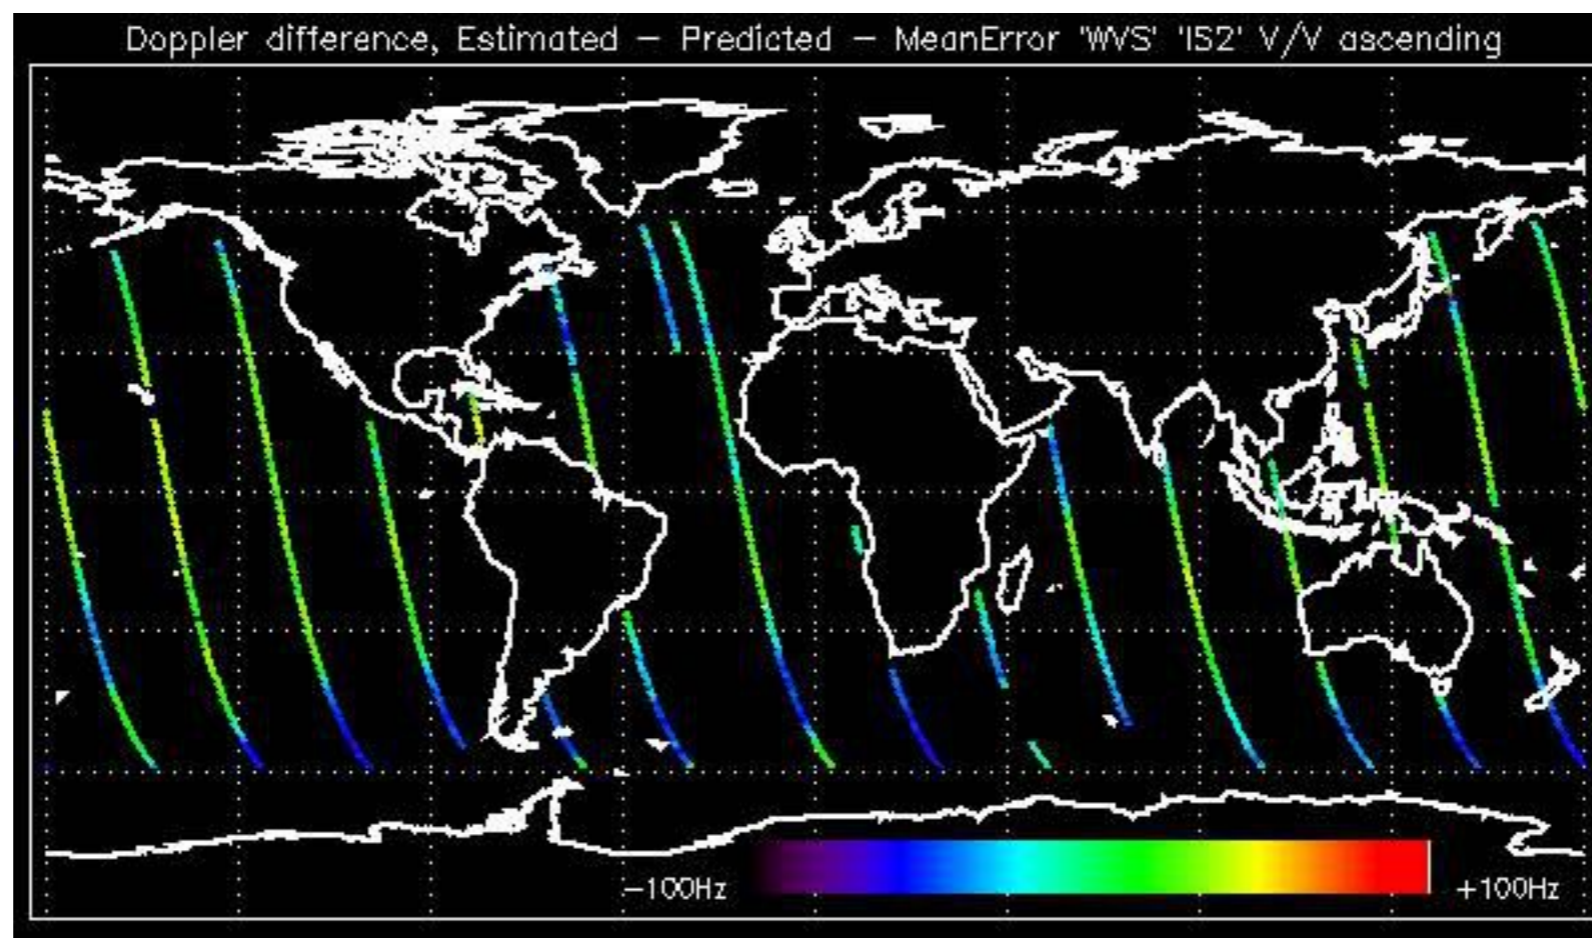 Doppler difference, Estimated – Predicted – MeanError 'WVS' 'IS2' V/V ascending
–100Hz
+100Hz